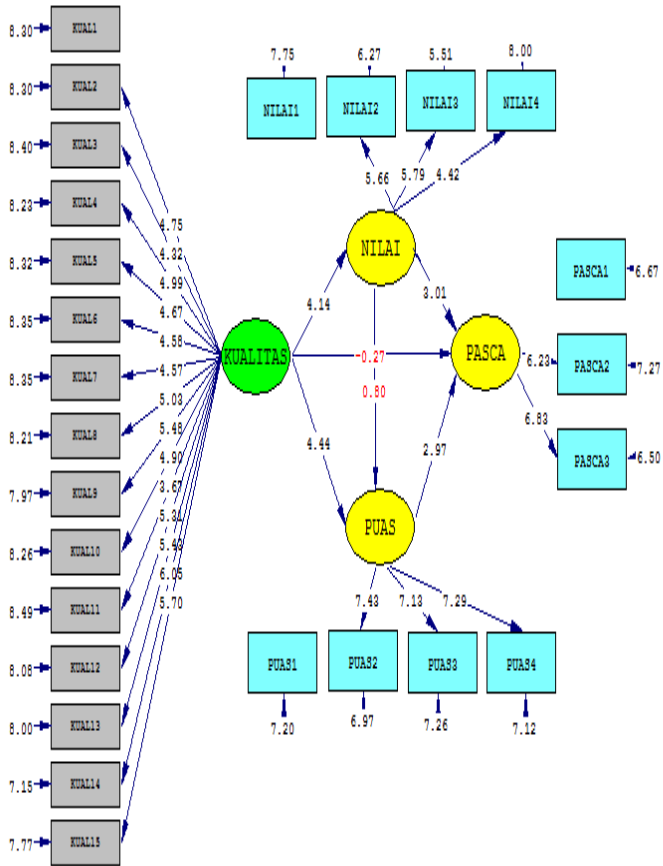 8.30 KUAL1
8.30 KUAL2
8.40 KUAL3
8.23 KUAL4
8.32 KUAL5
8.35 KUAL6
8.35 KUAL7
8.21 KUAL8
7.97 KUAL9
8.26 KUAL10
8.49 KUAL11
8.08 KUAL12
8.00 KUAL13
7.15 KUAL14
7.77 KUAL15
4.75
4.32
4.99
4.67
4.58
4.57
5.03
5.48
4.90
3.67
5.31
5.43
6.05
5.70
KUALITAS
7.75 6.27 5.51 8.00
NILAI1 NILAI2 NILAI3 NILAI4
5.66 5.79 4.42
NILAI
4.14 3.01
-0.27
0.80
4.44 2.97
PASCA
PASCA1 6.67
6.23 PASCA2 7.27
6.83 PASCA3 6.50
PUAS
7.43 7.13 7.29
PUAS1 PUAS2 PUAS3 PUAS4
7.20 6.97 7.26 7.12